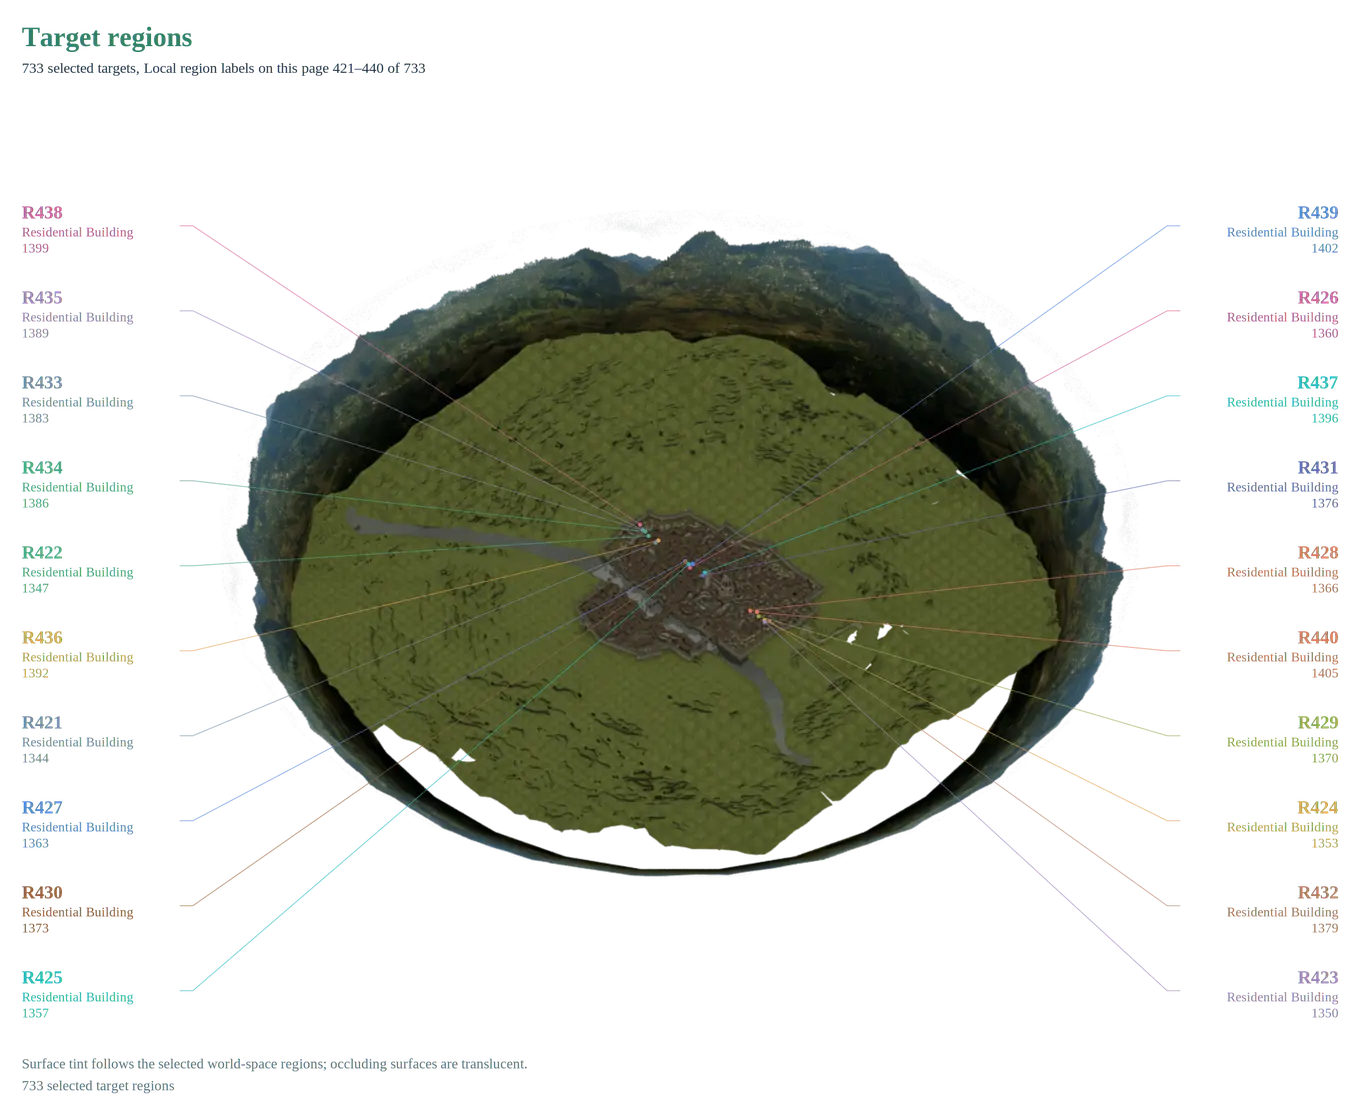 Target regions
733 selected targets, Local region labels on this page 421–440 of 733
R438
Residential Building
1399
R435
Residential Building
1389
R433
Residential Building
1383
R434
Residential Building
1386
R422
Residential Building
1347
R436
Residential Building
1392
R421
Residential Building
1344
R427
Residential Building
1363
R430
Residential Building
1373
R425
Residential Building
1357
R439
Residential Building
1402
R426
Residential Building
1360
R437
Residential Building
1396
R431
Residential Building
1376
R428
Residential Building
1366
R440
Residential Building
1405
R429
Residential Building
1370
R424
Residential Building
1353
R432
Residential Building
1379
R423
Residential Building
1350
Surface tint follows the selected world-space regions; occluding surfaces are translucent.
733 selected target regions